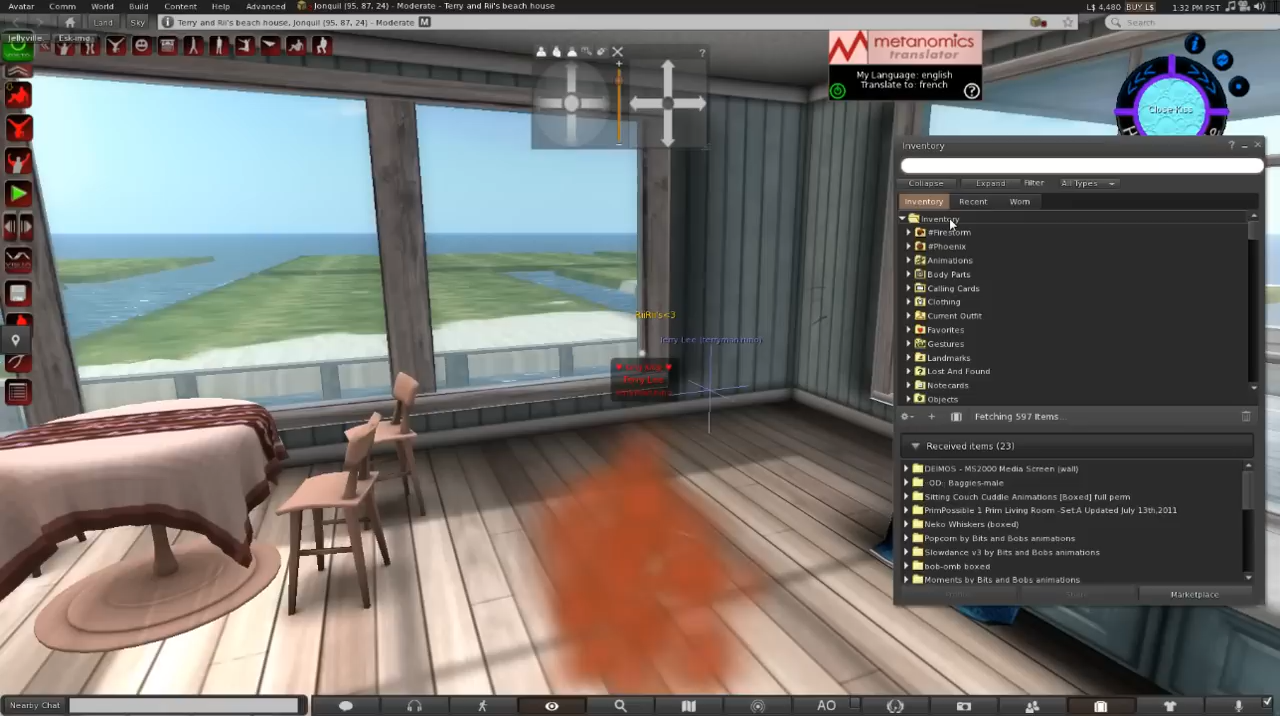 Avatar Comm World Build Content Help Advanced Jonquil (95, 87, 24) - Moderate - Terry and Rii's beach house L$ 4,480 BUY L$ 1:32 PM PST
Land Sky Terry and Rii's beach house, Jonquil (95, 87, 24) - Moderate M Search
Jellyville
metanomics
translator
My Language: english
Translate to: french
?
Close Kiss
Inventory
Collapse Expand Filter All Types
Inventory Recent Worn
Inventory
#Firestorm
#Phoenix
Animations
Body Parts
Calling Cards
Clothing
Current Outfit
Favorites
Gestures
Landmarks
Lost And Found
Notecards
Objects
Fetching 597 Items...
Received items (23)
DEIMOS - MS2000 Media Screen (wall)
-OD-: Baggies-male
Sitting Couch Cuddle Animations [Boxed] full perm
PrimPossible 1 Prim Living Room -Set:A Updated July 13th,2011
Neko Whiskers (boxed)
Popcorn by Bits and Bobs animations
Slowdance v3 by Bits and Bobs animations
bob-omb boxed
Moments by Bits and Bobs animations
Marketplace
RiiRii's<3
Terry Lee
Nearby Chat AO